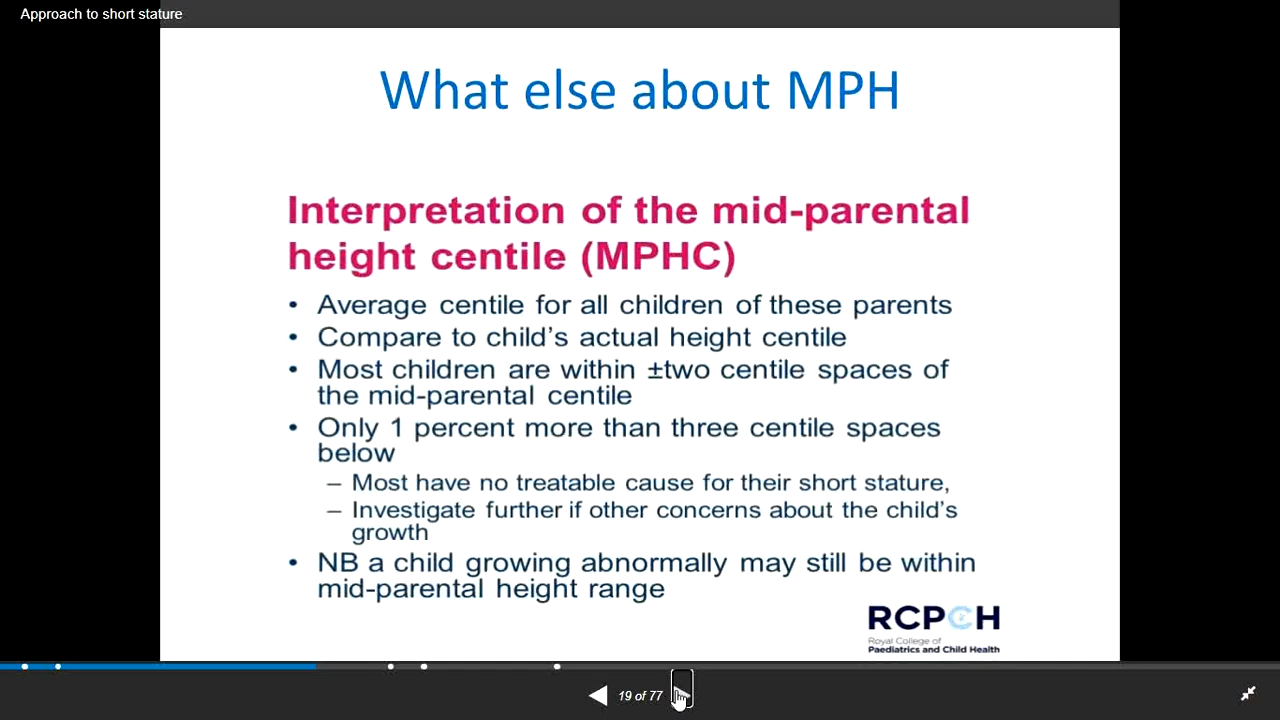 Approach to short stature
What else about MPH
Interpretation of the mid-parental
height centile (MPHC)
• Average centile for all children of these parents
• Compare to child's actual height centile
• Most children are within ±two centile spaces of
the mid-parental centile
• Only 1 percent more than three centile spaces
below
– Most have no treatable cause for their short stature,
– Investigate further if other concerns about the child's
growth
• NB a child growing abnormally may still be within
mid-parental height range
RCPCH
Royal College of
Paediatrics and Child Health
19 of 77